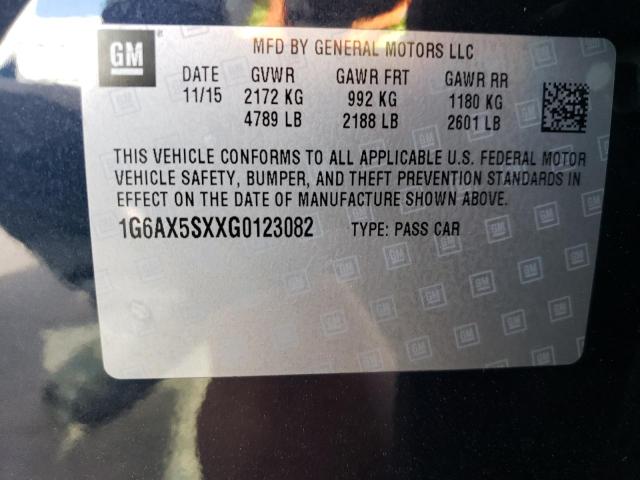 GM
MFD BY GENERAL MOTORS LLC
DATE GVWR GAWR FRT GAWR RR
11/15 2172 KG 992 KG 1180 KG
4789 LB 2188 LB 2601 LB
THIS VEHICLE CONFORMS TO ALL APPLICABLE U.S. FEDERAL MOTOR
VEHICLE SAFETY, BUMPER, AND THEFT PREVENTION STANDARDS IN
EFFECT ON THE DATE OF MANUFACTURE SHOWN ABOVE.
1G6AX5SXXG0123082 TYPE: PASS CAR